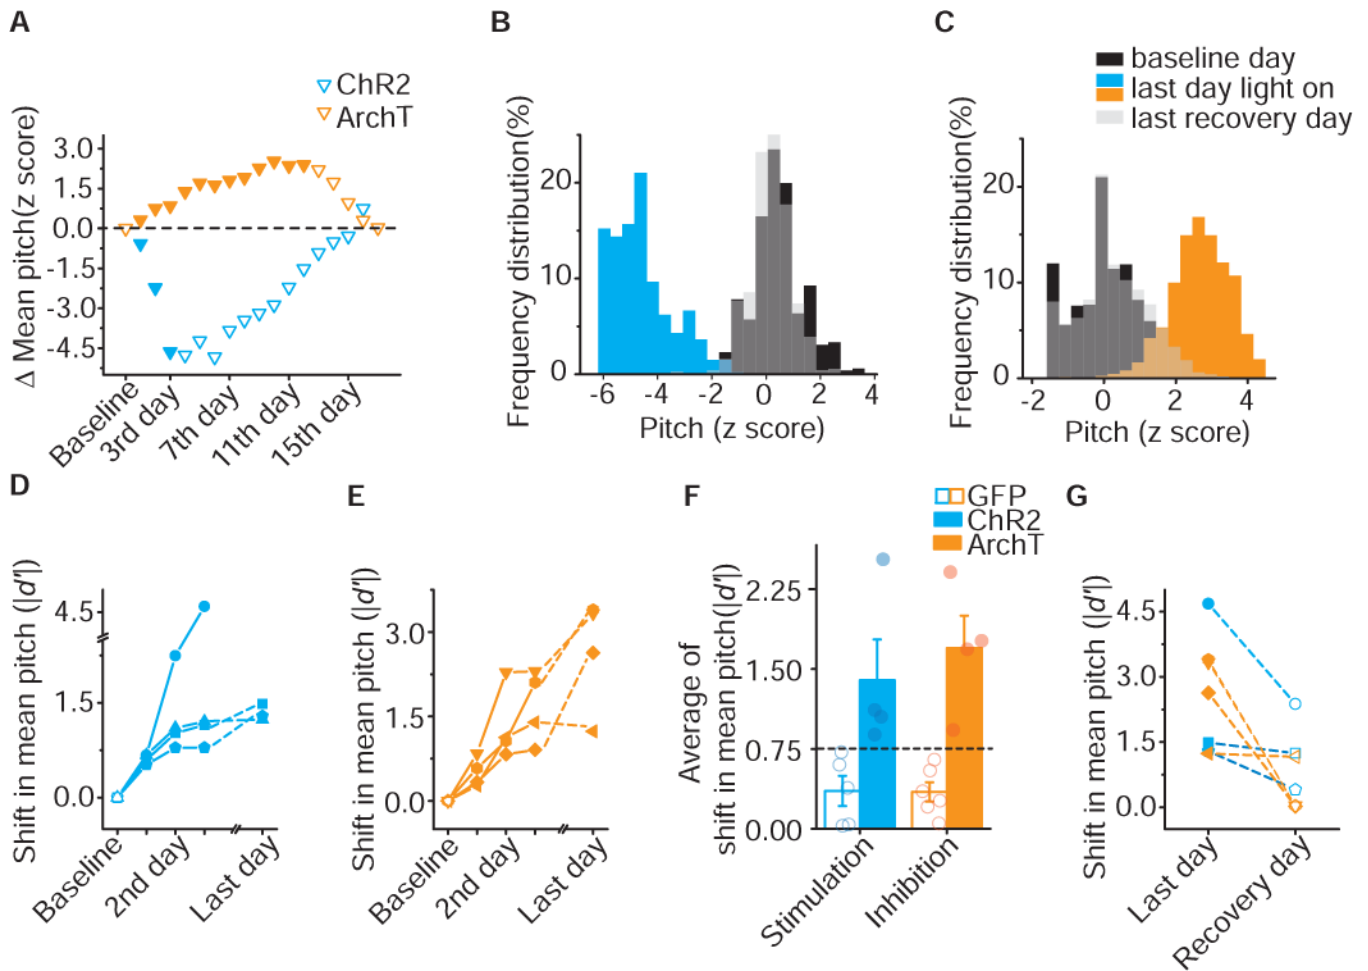 A
B
C
ChR2
ArchT
baseline day
last day light on
last recovery day
Δ Mean pitch(z score)
3.0
1.5
0.0
-1.5
-3.0
-4.5
Baseline
3rd day
7th day
11th day
15th day
Frequency distribution(%)
20
10
0
-6
-4
-2
0
2
4
Pitch (z score)
Frequency distribution(%)
20
10
0
-2
0
2
4
Pitch (z score)
D
E
F
G
GFP
ChR2
ArchT
Shift in mean pitch (|d'|)
4.5
1.5
0.0
Baseline
2nd day
Last day
Shift in mean pitch (|d'|)
3.0
1.5
0.0
Baseline
2nd day
Last day
Average of
shift in mean pitch(|d'|)
2.25
1.50
0.75
0.00
Stimulation
Inhibition
Shift in mean pitch (|d'|)
4.5
3.0
1.5
0.0
Last day
Recovery day